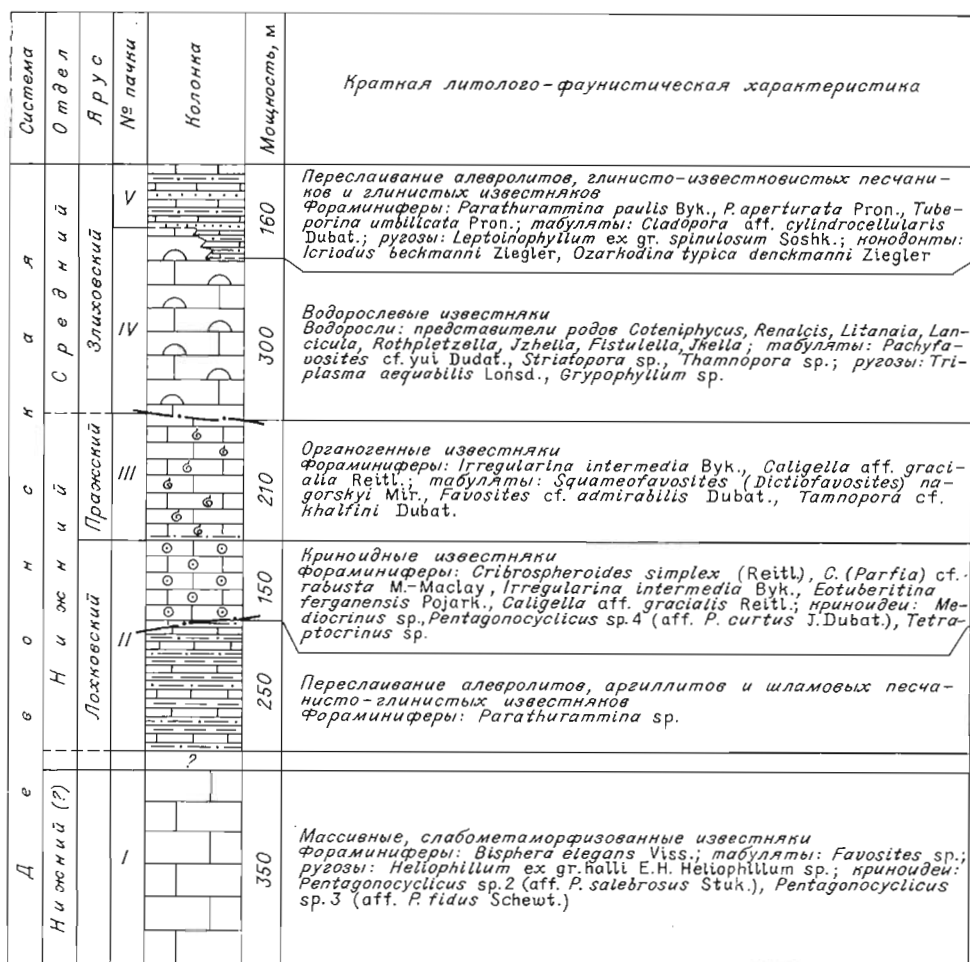 Система
Отдел
Ярус
№ пачки
Колонка
Мощность, м
Краткая литолого-фаунистическая характеристика
Девонская
Средний
Злиховский
V
160
Переслаивание алевролитов, глинисто-известковистых песчани-
ков и глинистых известняков
Фораминиферы: Parathurammina paulis Byk., P. aperturata Pron., Tube-
porina umbilicata Pron.; табуляты: Cladopora aff. cylindrocellularis
Dubat.; ругозы: Leptoinophyllum ex gr. spinulosum Soshk.; конодонты:
Icriodus beckmanni Ziegler, Ozarkodina typica denckmanni Ziegler
IV
300
Водорослевые известняки
Водоросли: представители родов Coteniphycus, Renalcis, Litanaia, Lan-
cicula, Rothpletzella, Jzhella, Fistulella, Jkella; табуляты: Pachyfa-
vosites cf. yui Dudat., Striatopora sp., Thamnopora sp.; ругозы: Tri-
plasma aequabilis Lonsd., Grypophyllum sp.
Нижний
Пражский
III
210
Органогенные известняки
Фораминиферы: Irregularina intermedia Byk., Caligella aff. graci-
alia Reitl.; табуляты: Squameofavosites (Dictiofavosites) na-
gorskyi Mir., Favosites cf. admirabilis Dubat., Tamnopora cf.
khalfini Dubat.
Лохковский
II
150
Криноидные известняки
Фораминиферы: Cribrospheroides simplex (Reitl.), C. (Parfia) cf.
rabusta M.-Maclay, Irregularina intermedia Byk., Eotuberitina
ferganensis Pojark., Caligella aff. gracialis Reitl.; криноидеи: Me-
diocrinus sp., Pentagonocyclicus sp. 4 (aff. P. curtus J.Dubat.), Tetra-
ptocrinus sp.
250
Переслаивание алевролитов, аргиллитов и шламовых песча-
нисто-глинистых известняков
Фораминиферы: Parathurammina sp.
?
Нижний (?)
I
350
Массивные, слабометаморфизованные известняки
Фораминиферы: Bisphera elegans Viss.; табуляты: Favosites sp.;
ругозы: Heliophillum ex gr. halli E.H. Heliophillum sp.; криноидеи:
Pentagonocyclicus sp. 2 (aff. P. salebrosus Stuk.), Pentagonocyclicus
sp. 3 (aff. P. fidus Schewt.)